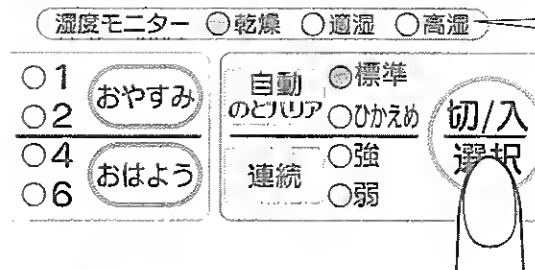 湿度モニター ○乾燥 ○適湿 ○高湿
○1
○2
おやすみ
○4
○6
おはよう
自動
のどバリア
○標準
○ひかえめ
連続
○強
○弱
切/入
選択